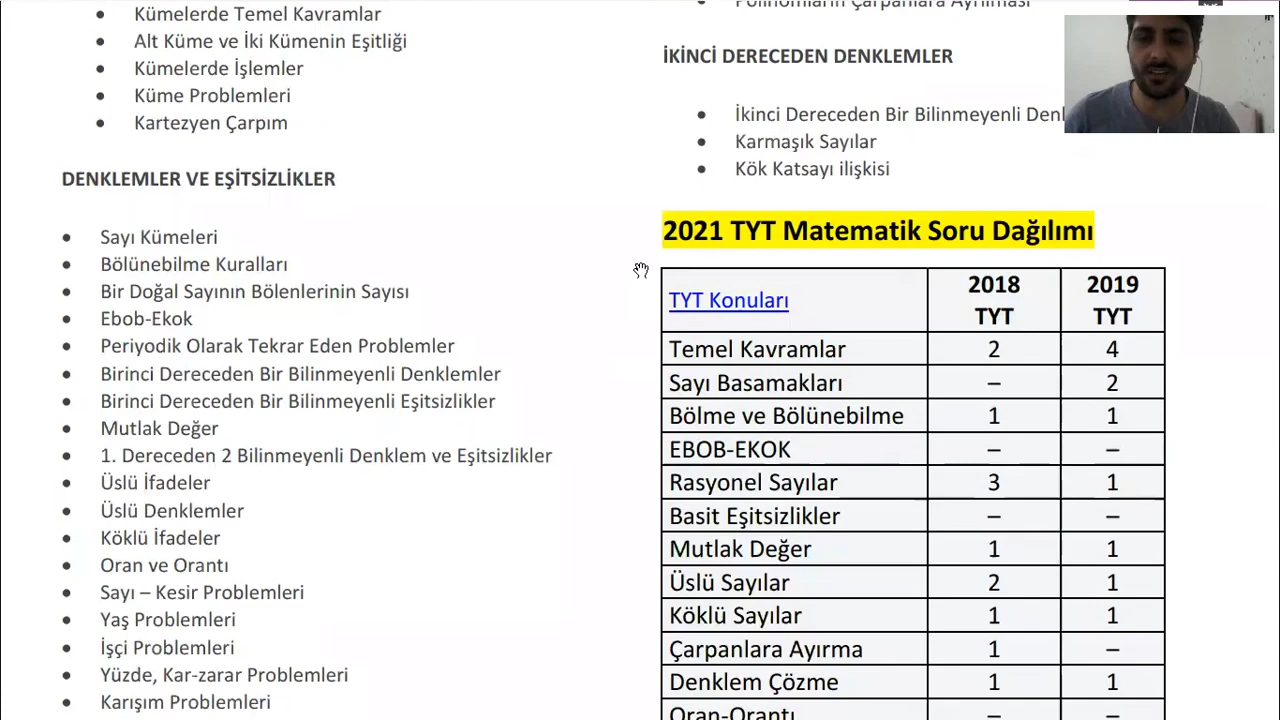 Kümelerde Temel Kavramlar
Alt Küme ve İki Kümenin Eşitliği
Kümelerde İşlemler
Küme Problemleri
Kartezyen Çarpım
DENKLEMLER VE EŞİTSİZLİKLER
Sayı Kümeleri
Bölünebilme Kuralları
Bir Doğal Sayının Bölenlerinin Sayısı
Ebob-Ekok
Periyodik Olarak Tekrar Eden Problemler
Birinci Dereceden Bir Bilinmeyenli Denklemler
Birinci Dereceden Bir Bilinmeyenli Eşitsizlikler
Mutlak Değer
1. Dereceden 2 Bilinmeyenli Denklem ve Eşitsizlikler
Üslü İfadeler
Üslü Denklemler
Köklü İfadeler
Oran ve Orantı
Sayı – Kesir Problemleri
Yaş Problemleri
İşçi Problemleri
Yüzde, Kar-zarar Problemleri
Karışım Problemleri
Polinomların Çarpanlara Ayrılması
İKİNCİ DERECEDEN DENKLEMLER
İkinci Dereceden Bir Bilinmeyenli Denk
Karmaşık Sayılar
Kök Katsayı ilişkisi
2021 TYT Matematik Soru Dağılımı
TYT Konuları 2018 TYT 2019 TYT
Temel Kavramlar 2 4
Sayı Basamakları – 2
Bölme ve Bölünebilme 1 1
EBOB-EKOK – –
Rasyonel Sayılar 3 1
Basit Eşitsizlikler – –
Mutlak Değer 1 1
Üslü Sayılar 2 1
Köklü Sayılar 1 1
Çarpanlara Ayırma 1 –
Denklem Çözme 1 1
Oran-Orantı – –